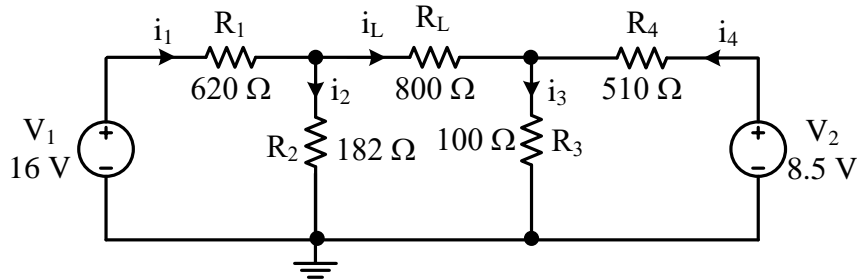 i1 R1 iL RL R4 i4
620 Ω i2 800 Ω i3 510 Ω
V1 + R2 182 Ω 100 Ω R3 + V2
16 V − − 8.5 V